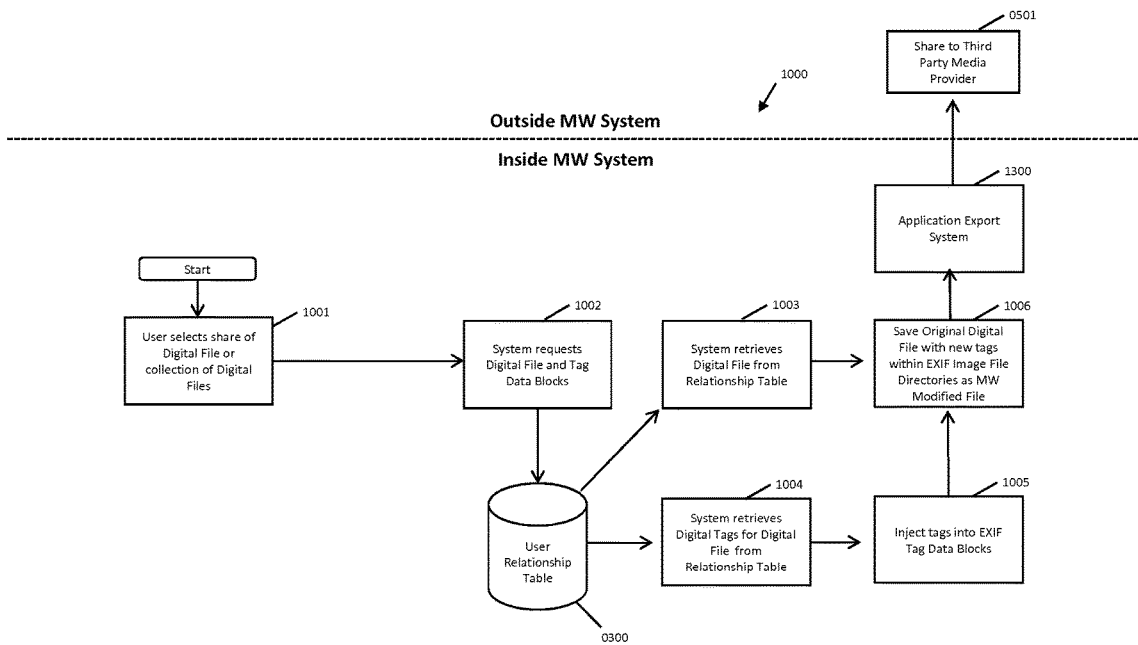 0501
Share to Third
Party Media
Provider
1000
Outside MW System
Inside MW System
1300
Application Export
System
Start
1001
User selects share of
Digital File or
collection of Digital
Files
1002
System requests
Digital File and Tag
Data Blocks
1003
System retrieves
Digital File from
Relationship Table
1006
Save Original Digital
File with new tags
within EXIF Image File
Directories as MW
Modified File
User
Relationship
Table
0300
1004
System retrieves
Digital Tags for Digital
File from
Relationship Table
1005
Inject tags into EXIF
Tag Data Blocks